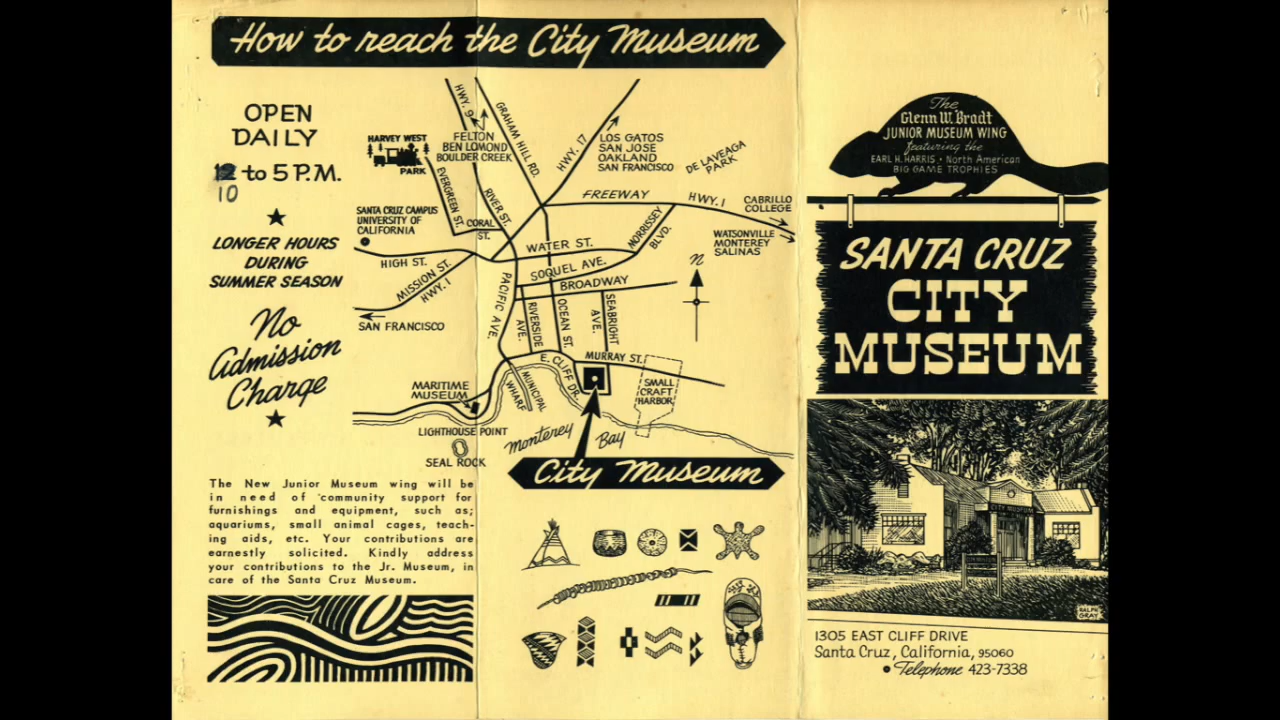 How to reach the City Museum
OPEN
DAILY
12 to 5 P.M.
10
LONGER HOURS
DURING
SUMMER SEASON
No
Admission
Charge
The New Junior Museum wing will be
in need of community support for
furnishings and equipment, such as;
aquariums, small animal cages, teach-
ing aids, etc. Your contributions are
earnestly solicited. Kindly address
your contributions to the Jr. Museum, in
care of the Santa Cruz Museum.
HWY. 9
GRAHAM HILL RD.
HARVEY WEST
PARK
FELTON
BEN LOMOND
BOULDER CREEK
HWY. 17
LOS GATOS
SAN JOSE
OAKLAND
SAN FRANCISCO
DE LAVEAGA
PARK
EVERGREEN ST.
RIVER ST.
CORAL
ST.
FREEWAY
HWY. 1
CABRILLO
COLLEGE
WATSONVILLE
MONTEREY
SALINAS
SANTA CRUZ CAMPUS
UNIVERSITY OF
CALIFORNIA
HIGH ST.
MISSION ST.
HWY. 1
SAN FRANCISCO
WATER ST.
MORRISSEY
BLVD.
SOQUEL AVE.
BROADWAY
N
PACIFIC AVE.
RIVERSIDE
AVE.
OCEAN ST.
SEABRIGHT
AVE.
MURRAY ST.
E. CLIFF DR.
MUNICIPAL
WHARF
SMALL
CRAFT
HARBOR
MARITIME
MUSEUM
LIGHTHOUSE POINT
SEAL ROCK
Monterey Bay
City Museum
The
Glenn W. Bradt
JUNIOR MUSEUM WING
featuring the
EARL H. HARRIS • North American
BIG GAME TROPHIES
SANTA CRUZ
CITY
MUSEUM
CITY MUSEUM
RALPH
GRAY
1305 EAST CLIFF DRIVE
Santa Cruz, California, 95060
• Telephone 423-7338